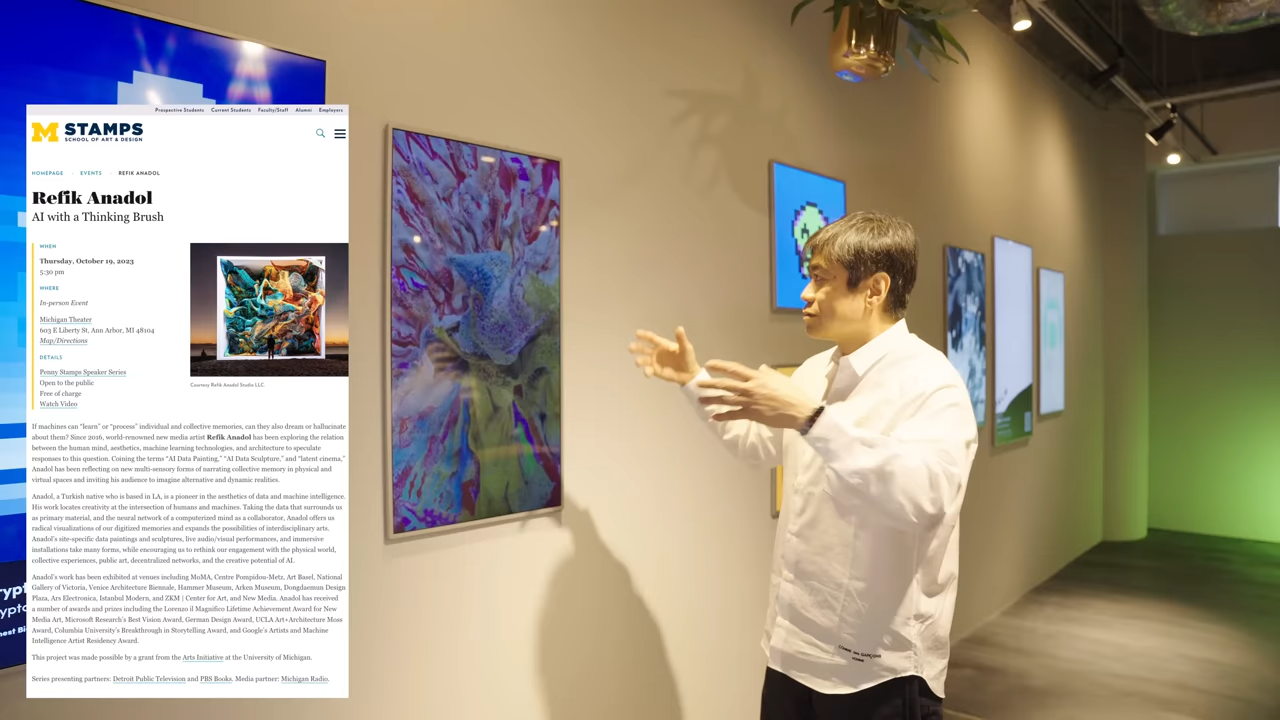 Prospective Students Current Students Faculty/Staff Alumni Employers
M STAMPS
SCHOOL OF ART & DESIGN
HOMEPAGE · EVENTS · REFIK ANADOL
Refik Anadol
AI with a Thinking Brush
WHEN
Thursday, October 19, 2023
5:30 pm
WHERE
In-person Event
Michigan Theater
603 E Liberty St, Ann Arbor, MI 48104
Map/Directions
DETAILS
Penny Stamps Speaker Series
Open to the public
Free of charge
Watch Video
Courtesy Refik Anadol Studio LLC.
If machines can “learn” or “process” individual and collective memories, can they also dream or hallucinate
about them? Since 2016, world-renowned new media artist Refik Anadol has been exploring the relation
between the human mind, aesthetics, machine learning technologies, and architecture to speculate
responses to this question. Coining the terms “AI Data Painting,” “AI Data Sculpture,” and “latent cinema,”
Anadol has been reflecting on new multi-sensory forms of narrating collective memory in physical and
virtual spaces and inviting his audience to imagine alternative and dynamic realities.
Anadol, a Turkish native who is based in LA, is a pioneer in the aesthetics of data and machine intelligence.
His work locates creativity at the intersection of humans and machines. Taking the data that surrounds us
as primary material, and the neural network of a computerized mind as a collaborator, Anadol offers us
radical visualizations of our digitized memories and expands the possibilities of interdisciplinary arts.
Anadol’s site-specific data paintings and sculptures, live audio/visual performances, and immersive
installations take many forms, while encouraging us to rethink our engagement with the physical world,
collective experiences, public art, decentralized networks, and the creative potential of AI.
Anadol’s work has been exhibited at venues including MoMA, Centre Pompidou-Metz, Art Basel, National
Gallery of Victoria, Venice Architecture Biennale, Hammer Museum, Arken Museum, Dongdaemun Design
Plaza, Ars Electronica, Istanbul Modern, and ZKM | Center for Art, and New Media. Anadol has received
a number of awards and prizes including the Lorenzo il Magnifico Lifetime Achievement Award for New
Media Art, Microsoft Research’s Best Vision Award, German Design Award, UCLA Art+Architecture Moss
Award, Columbia University’s Breakthrough in Storytelling Award, and Google’s Artists and Machine
Intelligence Artist Residency Award.
This project was made possible by a grant from the Arts Initiative at the University of Michigan.
Series presenting partners: Detroit Public Television and PBS Books. Media partner: Michigan Radio.
COMME des GARÇONS
HOMME